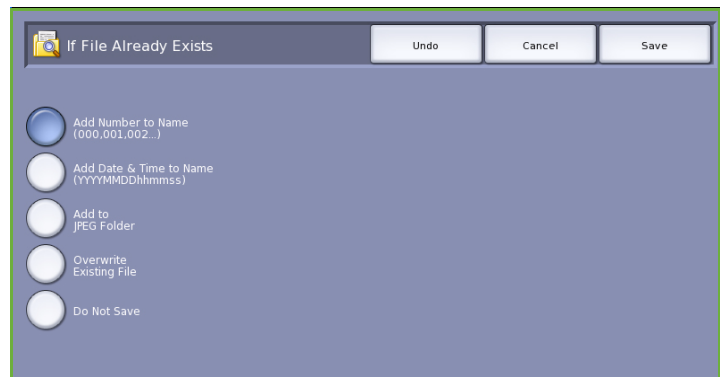 If File Already Exists
Undo
Cancel
Save
Add Number to Name
(000,001,002...)
Add Date & Time to Name
(YYYYMMDDhhmmss)
Add to
JPEG Folder
Overwrite
Existing File
Do Not Save